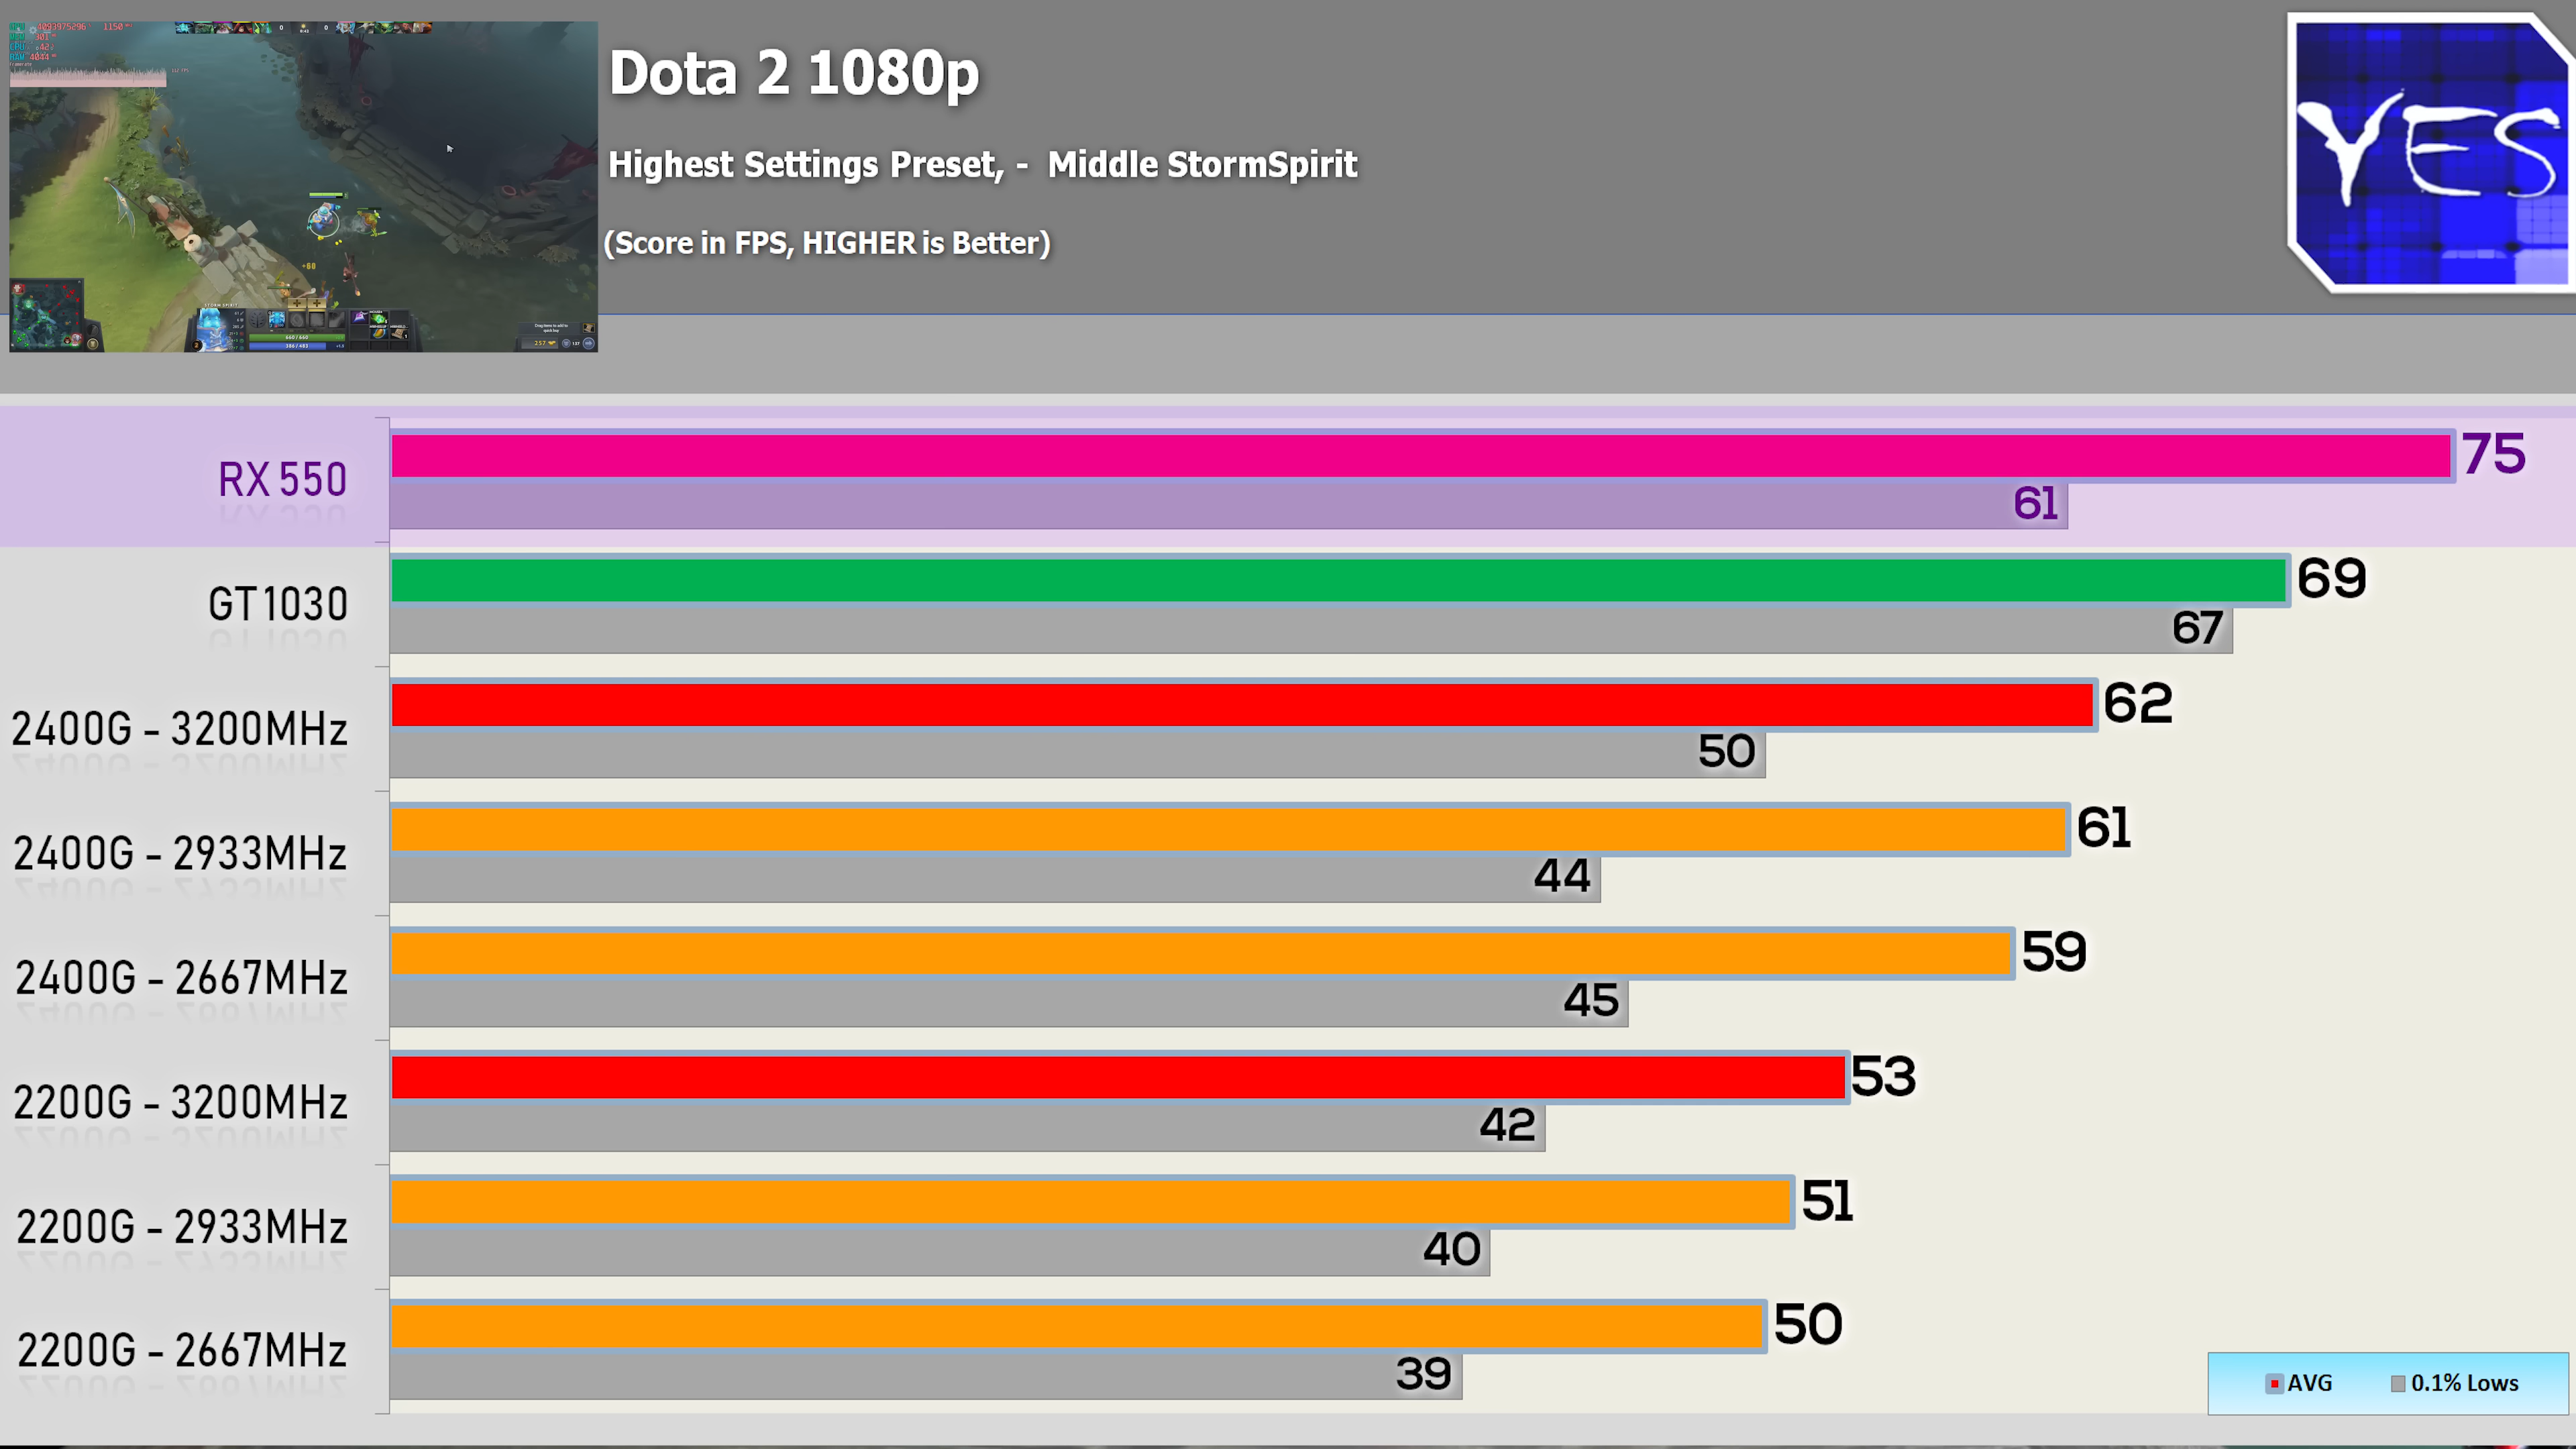 Dota 2 1080p
Highest Settings Preset, - Middle StormSpirit
(Score in FPS, HIGHER is Better)
YES
RX 550
75
61
GT 1030
69
67
2400G - 3200MHz
62
50
2400G - 2933MHz
61
44
2400G - 2667MHz
59
45
2200G - 3200MHz
53
42
2200G - 2933MHz
51
40
2200G - 2667MHz
50
39
AVG 0.1% Lows